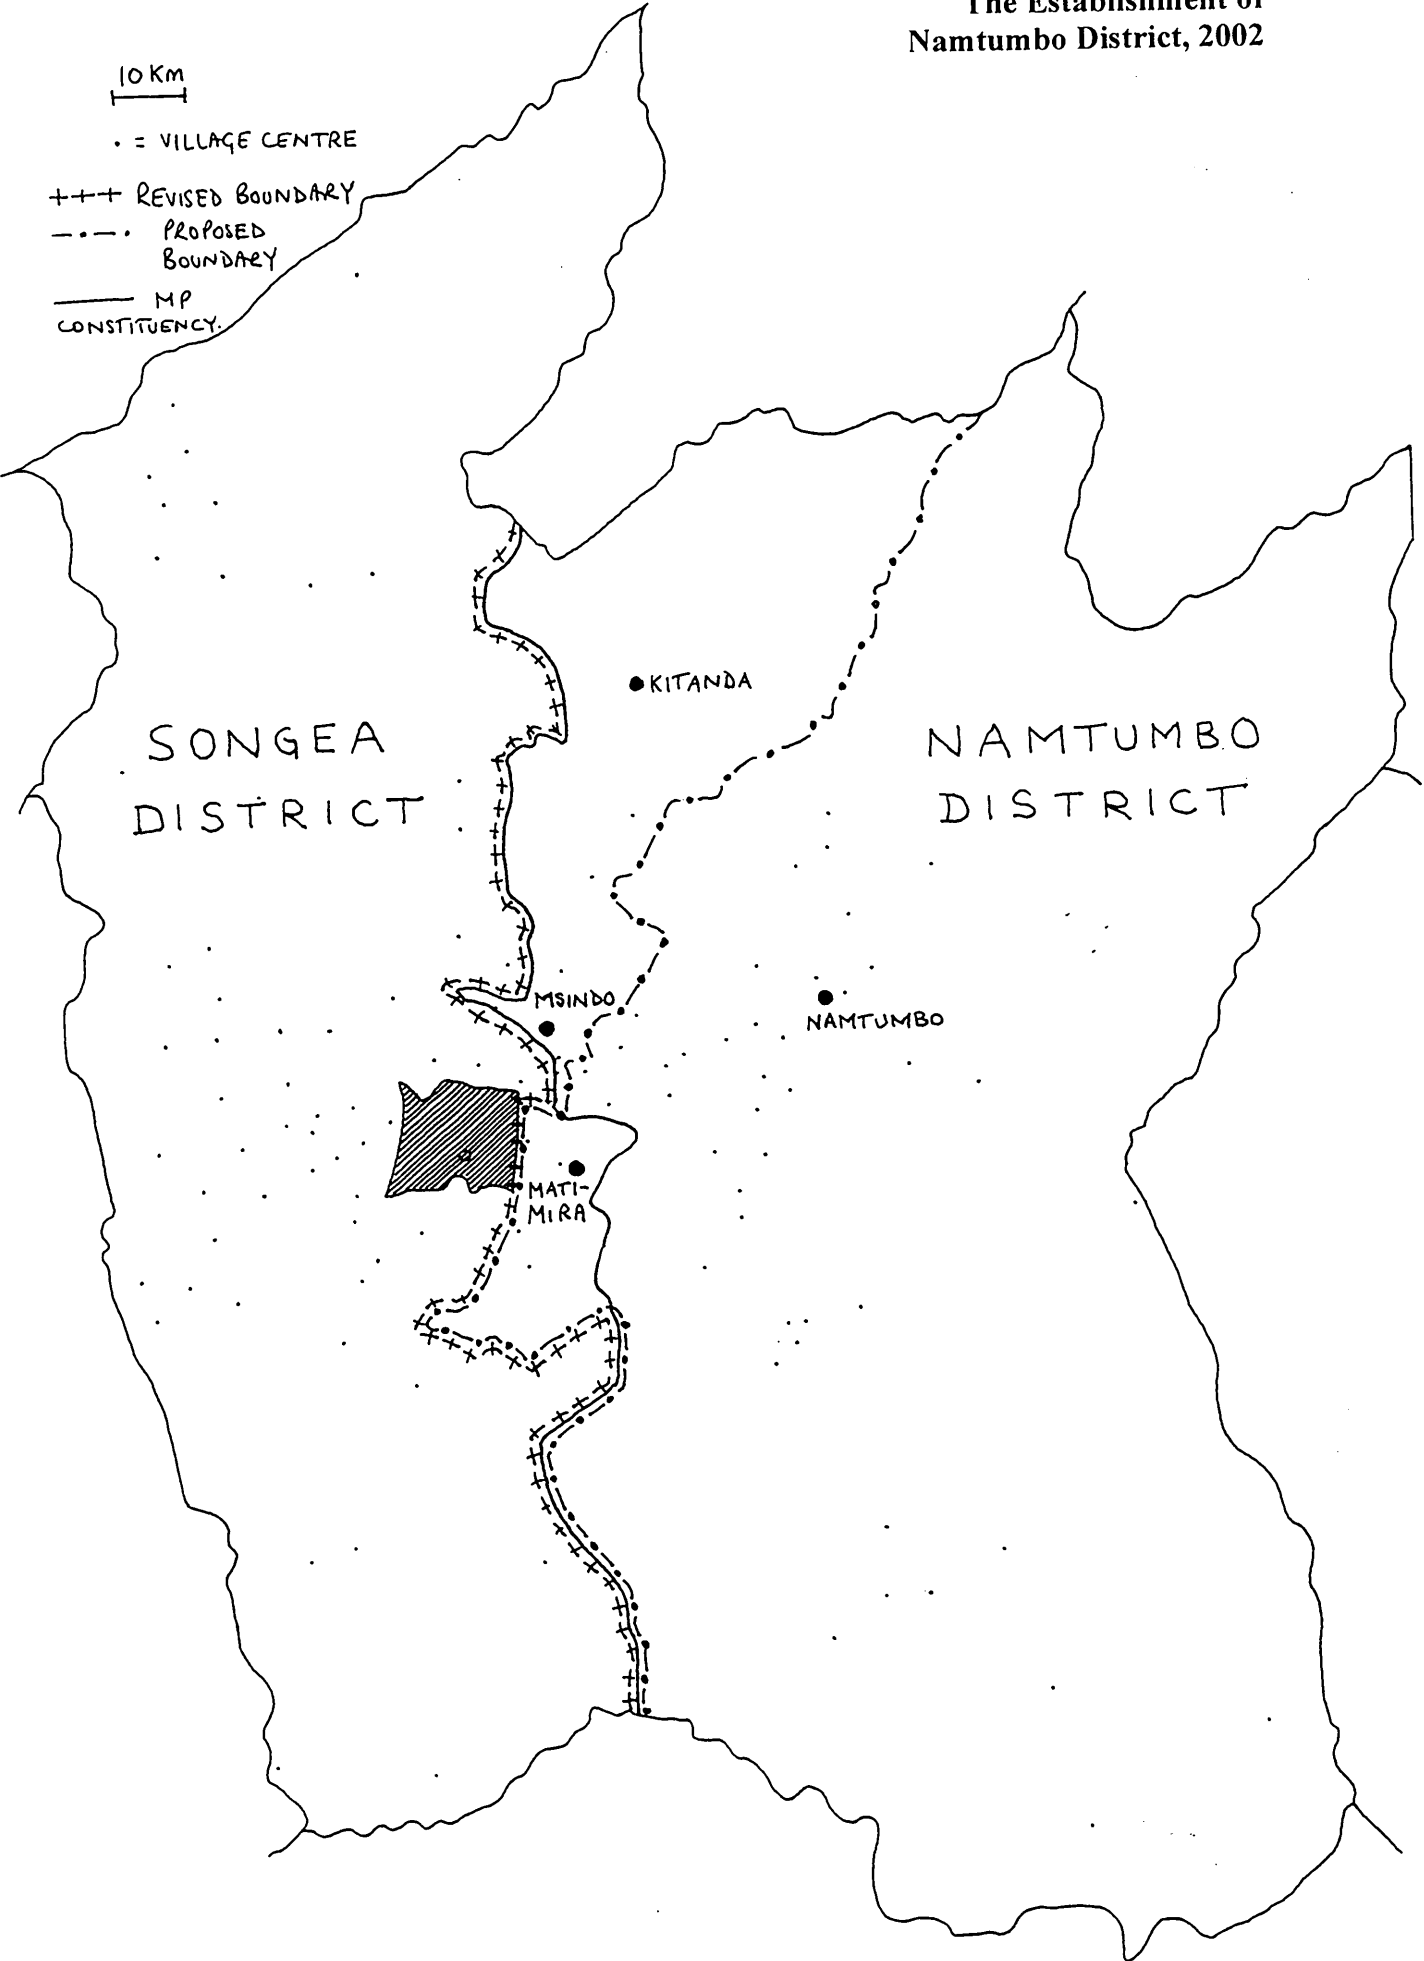 The Establishment of
Namtumbo District, 2002
10 KM
. = VILLAGE CENTRE
+++ REVISED BOUNDARY
PROPOSED
BOUNDARY
MP
CONSTITUENCY.
KITANDA
SONGEA
DISTRICT
NAMTUMBO
DISTRICT
MSINDO
NAMTUMBO
MATI-
MIRA